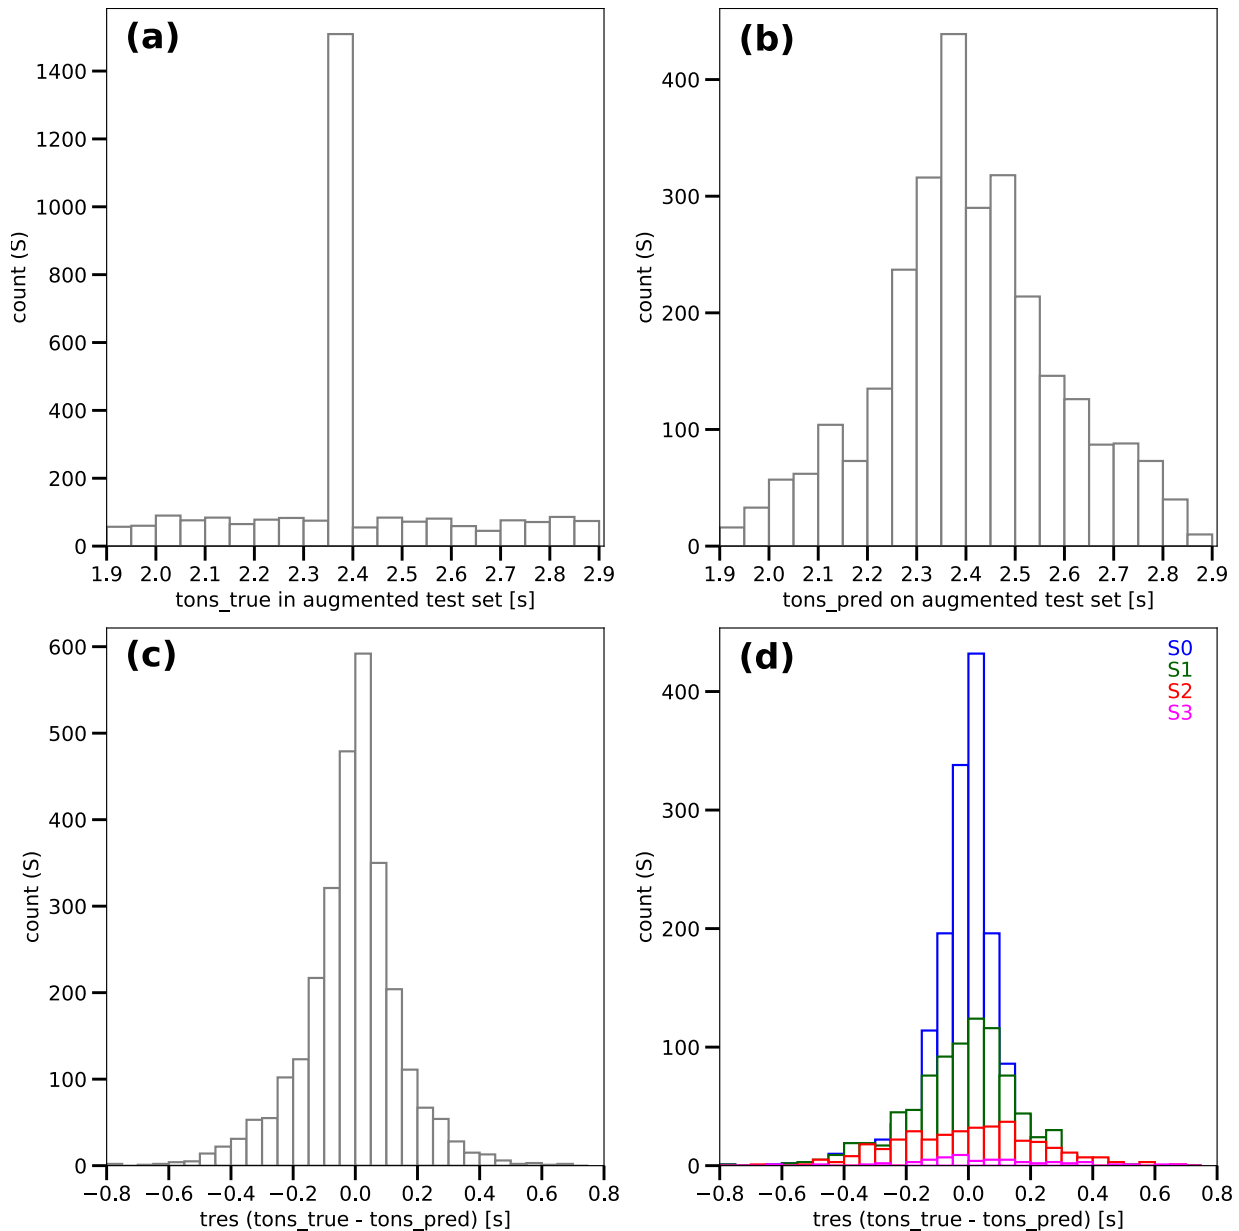 (a)
1400
1200
1000
800
600
400
200
0
count (S)
1.9 2.0 2.1 2.2 2.3 2.4 2.5 2.6 2.7 2.8 2.9
tons_true in augmented test set [s]
(b)
400
300
200
100
0
count (S)
1.9 2.0 2.1 2.2 2.3 2.4 2.5 2.6 2.7 2.8 2.9
tons_pred on augmented test set [s]
(c)
600
500
400
300
200
100
0
count (S)
−0.8 −0.6 −0.4 −0.2 0.0 0.2 0.4 0.6 0.8
tres (tons_true - tons_pred) [s]
(d)
S0
S1
S2
S3
400
300
200
100
0
count (S)
−0.8 −0.6 −0.4 −0.2 0.0 0.2 0.4 0.6 0.8
tres (tons_true - tons_pred) [s]